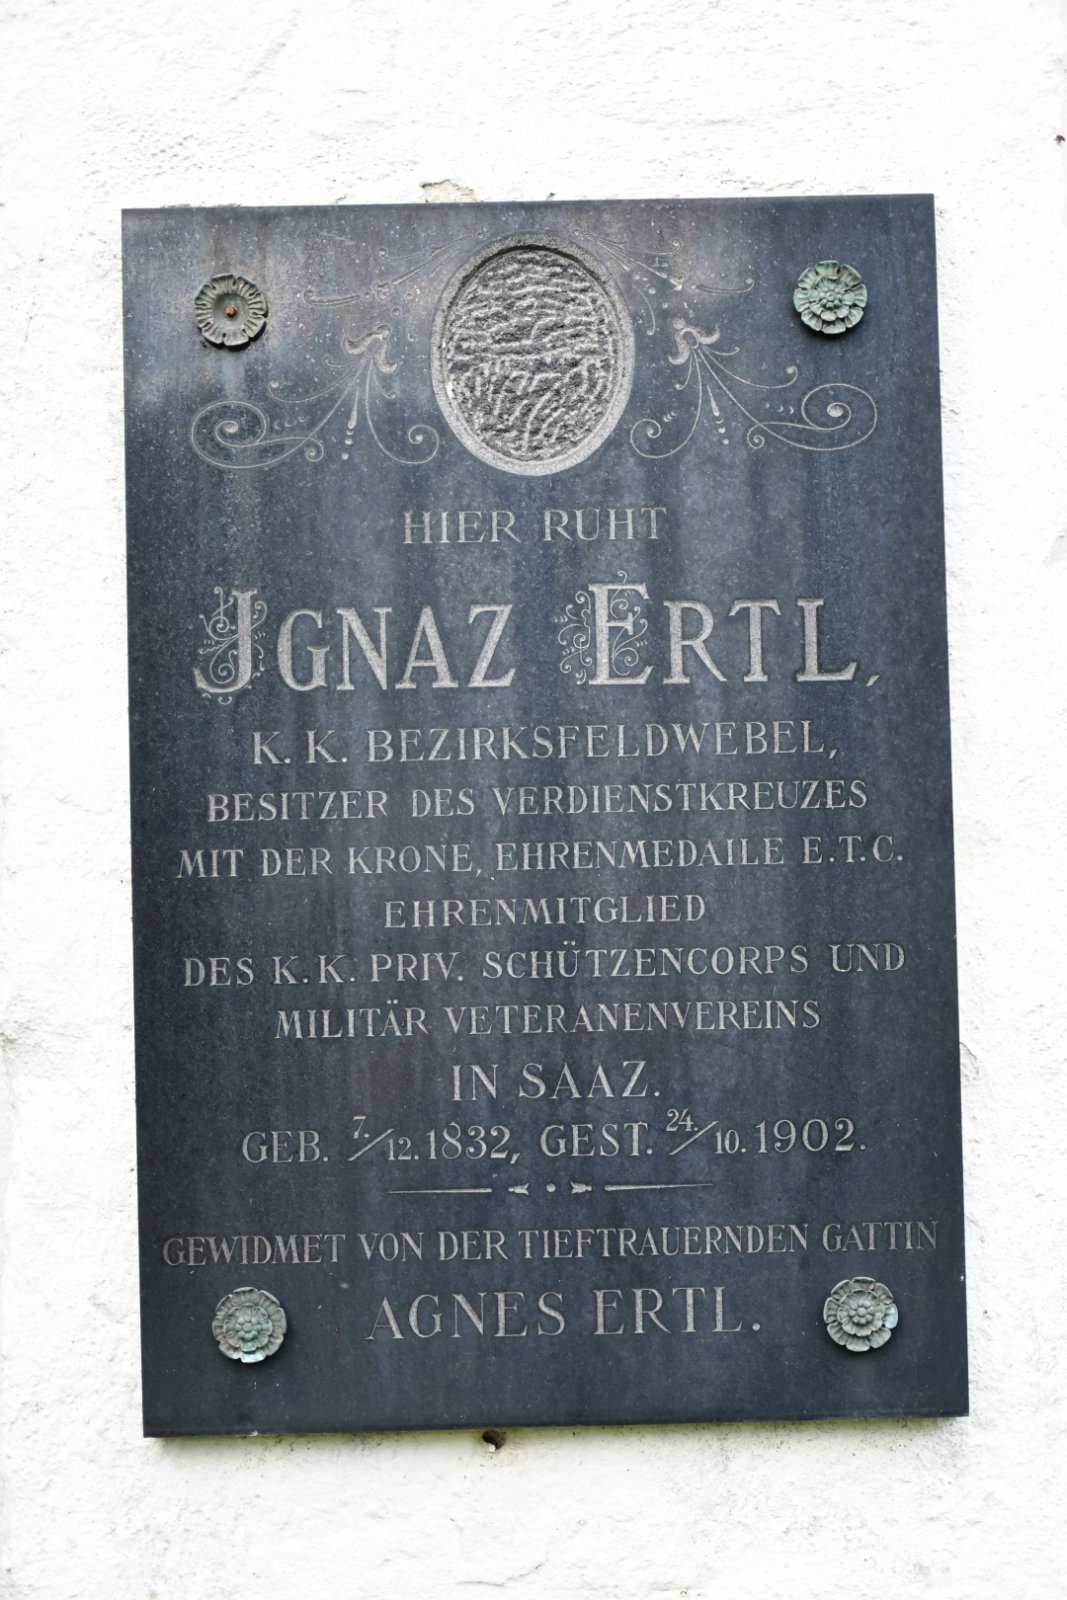 HIER RUHT
JGNAZ ERTL,
K. K. BEZIRKSFELDWEBEL,
BESITZER DES VERDIENSTKREUZES
MIT DER KRONE, EHRENMEDAILE E.T.C.
EHRENMITGLIED
DES K. K. PRIV. SCHÜTZENCORPS UND
MILITÄR VETERANENVEREINS
IN SAAZ.
GEB. 7./12. 1832, GEST. 24./10. 1902.
GEWIDMET VON DER TIEFTRAUERNDEN GATTIN
AGNES ERTL.